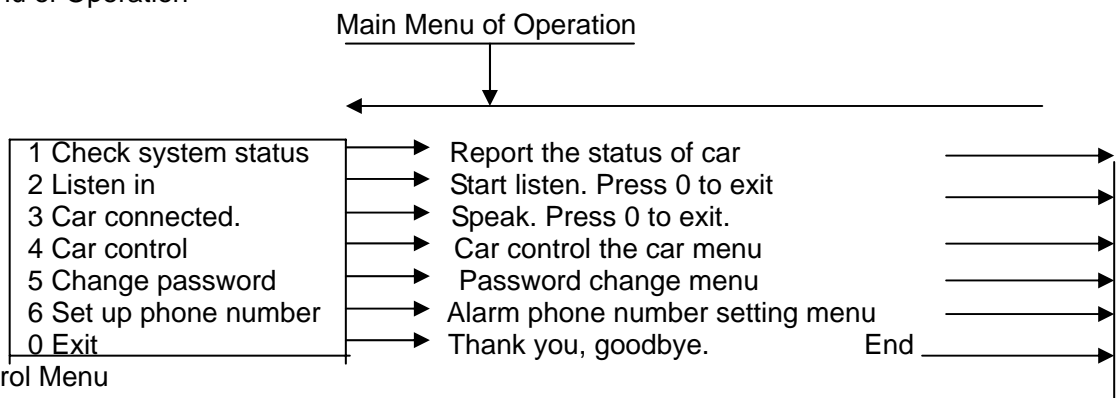 nu of Operation
Main Menu of Operation
1 Check system status Report the status of car
2 Listen in Start listen. Press 0 to exit
3 Car connected. Speak. Press 0 to exit.
4 Car control Car control the car menu
5 Change password Password change menu
6 Set up phone number Alarm phone number setting menu
0 Exit Thank you, goodbye. End
rol Menu